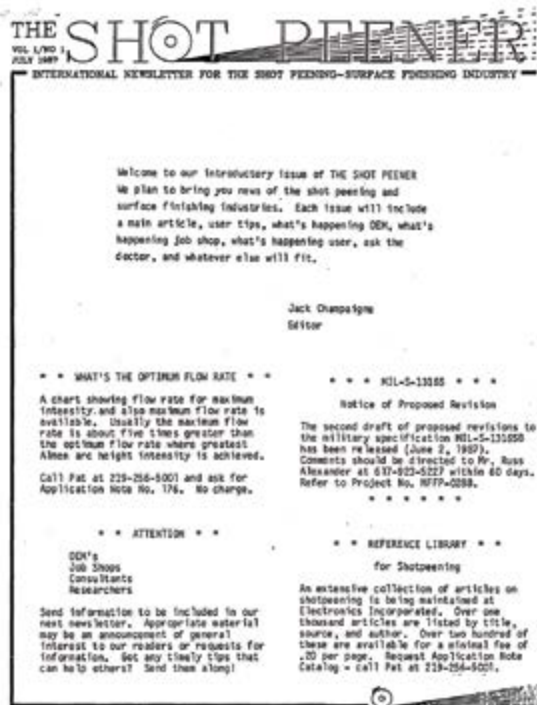 THE SHOT PEENER
VOL 1/NO 1
JULY 1987
INTERNATIONAL NEWSLETTER FOR THE SHOT PEENING-SURFACE FINISHING INDUSTRY
Welcome to our introductory issue of THE SHOT PEENER
We plan to bring you news of the shot peening and
surface finishing industries. Each issue will include
a main article, user tips, what's happening OEM, what's
happening job shop, what's happening user, ask the
doctor, and whatever else will fit.
Jack Champaigne
Editor
* * WHAT'S THE OPTIMUM FLOW RATE * *
A chart showing flow rate for maximum
intensity and also maximum flow rate is
available. Usually the maximum flow
rate is about five times greater than
the optimum flow rate where greatest
Almen arc height intensity is achieved.
Call Pat at 219-256-5001 and ask for
Application Note No. 176. No charge.
* * ATTENTION * *
OEM's
Job Shops
Consultants
Researchers
Send information to be included in our
next newsletter. Appropriate material
may be an announcement of general
interest to our readers or requests for
information. Got any timely tips that
can help others? Send them along!
* * * MIL-S-13165 * * *
Notice of Proposed Revision
The second draft of proposed revisions to
the military specification MIL-S-13165B
has been released (June 2, 1987).
Comments should be directed to Mr. Russ
Alexander at 617-923-5227 within 60 days.
Refer to Project No. MFFP-0288.
* * * * * *
* * REFERENCE LIBRARY * *
for Shotpeening
An extensive collection of articles on
shotpeening is being maintained at
Electronics Incorporated. Over one
thousand articles are listed by title,
source, and author. Over two hundred of
these are available for a minimal fee of
.20 per page. Request Application Note
Catalog - call Pat at 219-256-5001.